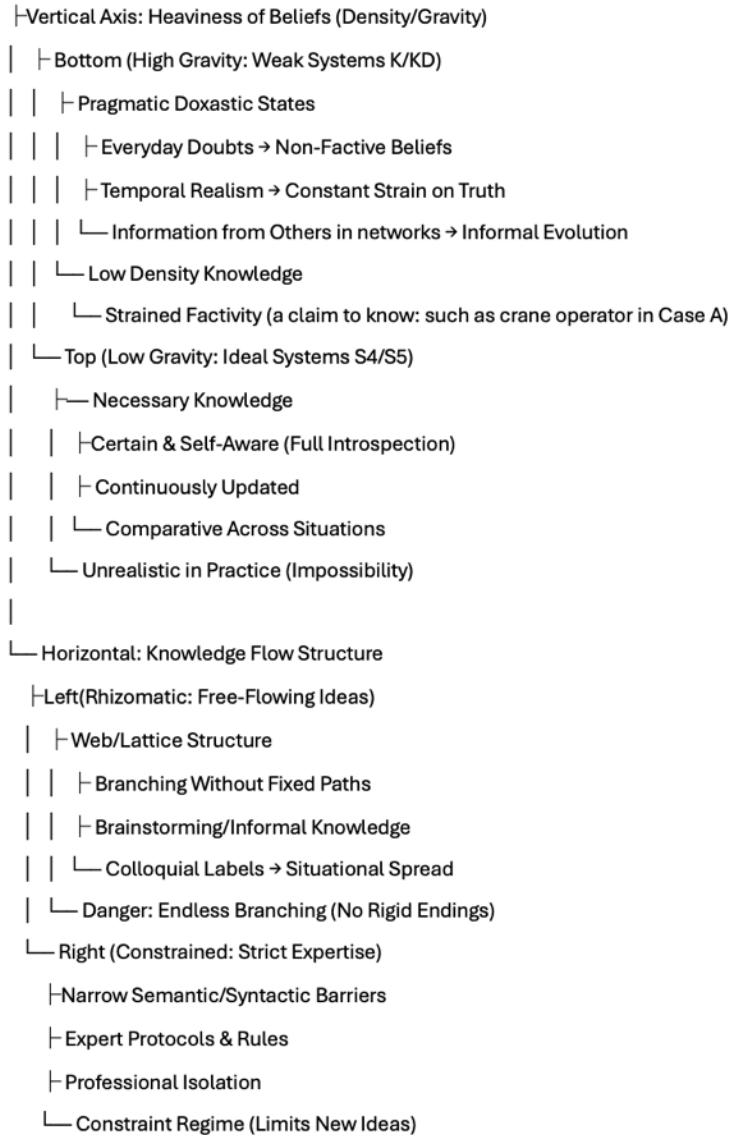 ├Vertical Axis: Heaviness of Beliefs (Density/Gravity)
│ ├ Bottom (High Gravity: Weak Systems K/KD)
│ │ ├ Pragmatic Doxastic States
│ │ │ ├ Everyday Doubts → Non-Factive Beliefs
│ │ │ ├ Temporal Realism → Constant Strain on Truth
│ │ │ └─ Information from Others in networks → Informal Evolution
│ │ └─ Low Density Knowledge
│ │ └─ Strained Factivity (a claim to know: such as crane operator in Case A)
│ └─ Top (Low Gravity: Ideal Systems S4/S5)
│ ├─ Necessary Knowledge
│ │ ├Certain & Self-Aware (Full Introspection)
│ │ ├ Continuously Updated
│ │ └─ Comparative Across Situations
│ └─ Unrealistic in Practice (Impossibility)
│
└─ Horizontal: Knowledge Flow Structure
├Left(Rhizomatic: Free-Flowing Ideas)
│ ├ Web/Lattice Structure
│ │ ├ Branching Without Fixed Paths
│ │ ├ Brainstorming/Informal Knowledge
│ │ └─ Colloquial Labels → Situational Spread
│ └─ Danger: Endless Branching (No Rigid Endings)
└─ Right (Constrained: Strict Expertise)
├Narrow Semantic/Syntactic Barriers
├ Expert Protocols & Rules
├ Professional Isolation
└─ Constraint Regime (Limits New Ideas)